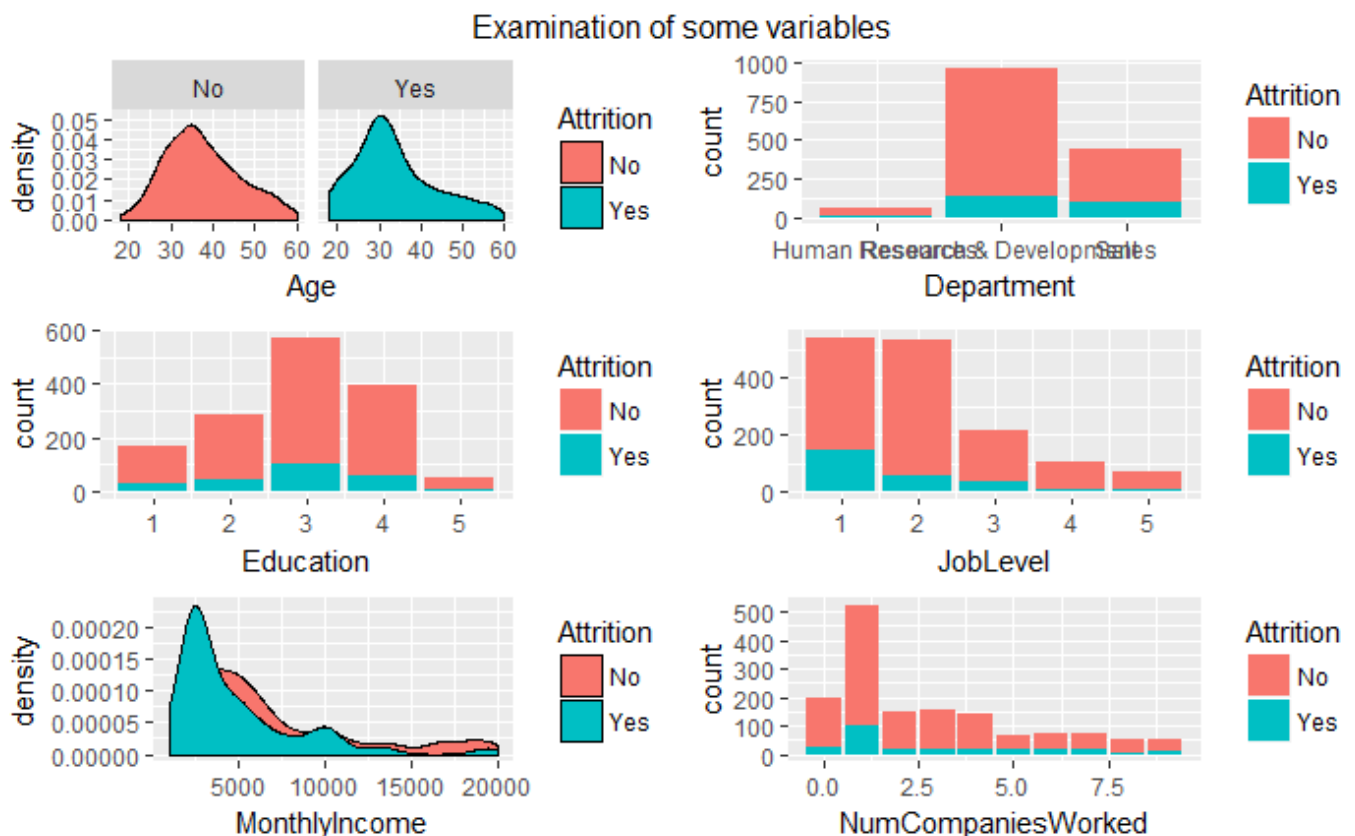 Examination of some variables
No
Yes
density
0.05
0.04
0.03
0.02
0.01
0.00
20 30 40 50 60
20 30 40 50 60
Age
Attrition
No
Yes
count
1000
750
500
250
0
Human Resources
Research & Development
Sales
Department
Attrition
No
Yes
count
600
400
200
0
1 2 3 4 5
Education
Attrition
No
Yes
count
400
200
0
1 2 3 4 5
JobLevel
Attrition
No
Yes
density
0.00020
0.00015
0.00010
0.00005
0.00000
5000 10000 15000 20000
MonthlyIncome
Attrition
No
Yes
count
500
400
300
200
100
0
0.0 2.5 5.0 7.5
NumCompaniesWorked
Attrition
No
Yes